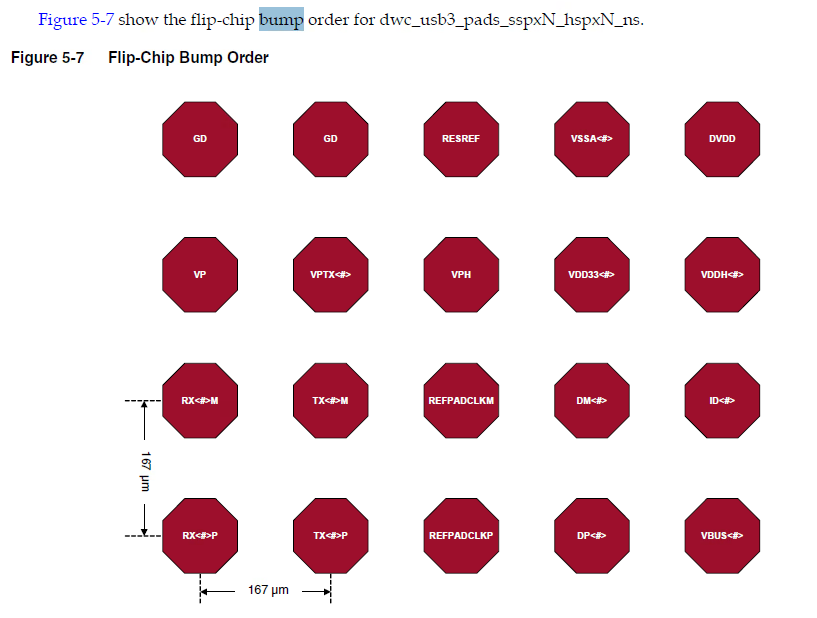 Figure 5-7 show the flip-chip bump order for dwc_usb3_pads_sspxN_hspxN_ns.
Figure 5-7 Flip-Chip Bump Order
GD GD RESREF VSSA<#> DVDD
VP VPTX<#> VPH VDD33<#> VDDH<#>
RX<#>M TX<#>M REFPADCLKM DM<#> ID<#>
167 µm
RX<#>P TX<#>P REFPADCLKP DP<#> VBUS<#>
167 µm